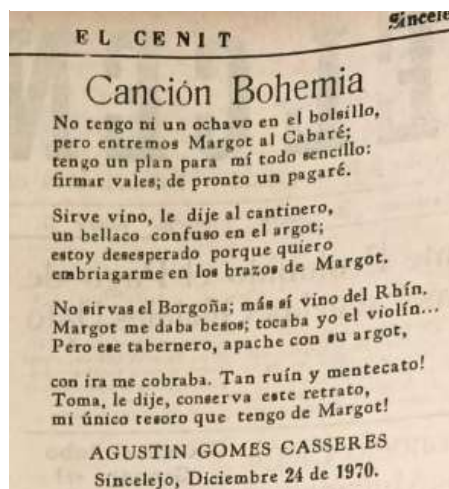 EL CENIT
Canción Bohemia
No tengo ni un ochavo en el bolsillo,
pero entremos Margot al Cabaré;
tengo un plan para mí todo sencillo:
firmar vales; de pronto un pagaré.
Sirve vino, le dije al cantinero,
un bellaco confuso en el argot;
estoy desesperado porque quiero
embriagarme en los brazos de Margot.
No sirvas el Borgoña; más sí vino del Rhín.
Margot me daba besos; tocaba yo el violín...
Pero ese tabernero, apache con su argot,
con ira me cobraba. Tan ruín y mentecato!
Toma, le dije, conserva este retrato,
mi único tesoro que tengo de Margot!
AGUSTIN GOMES CASSERES
Sincelejo, Diciembre 24 de 1970.